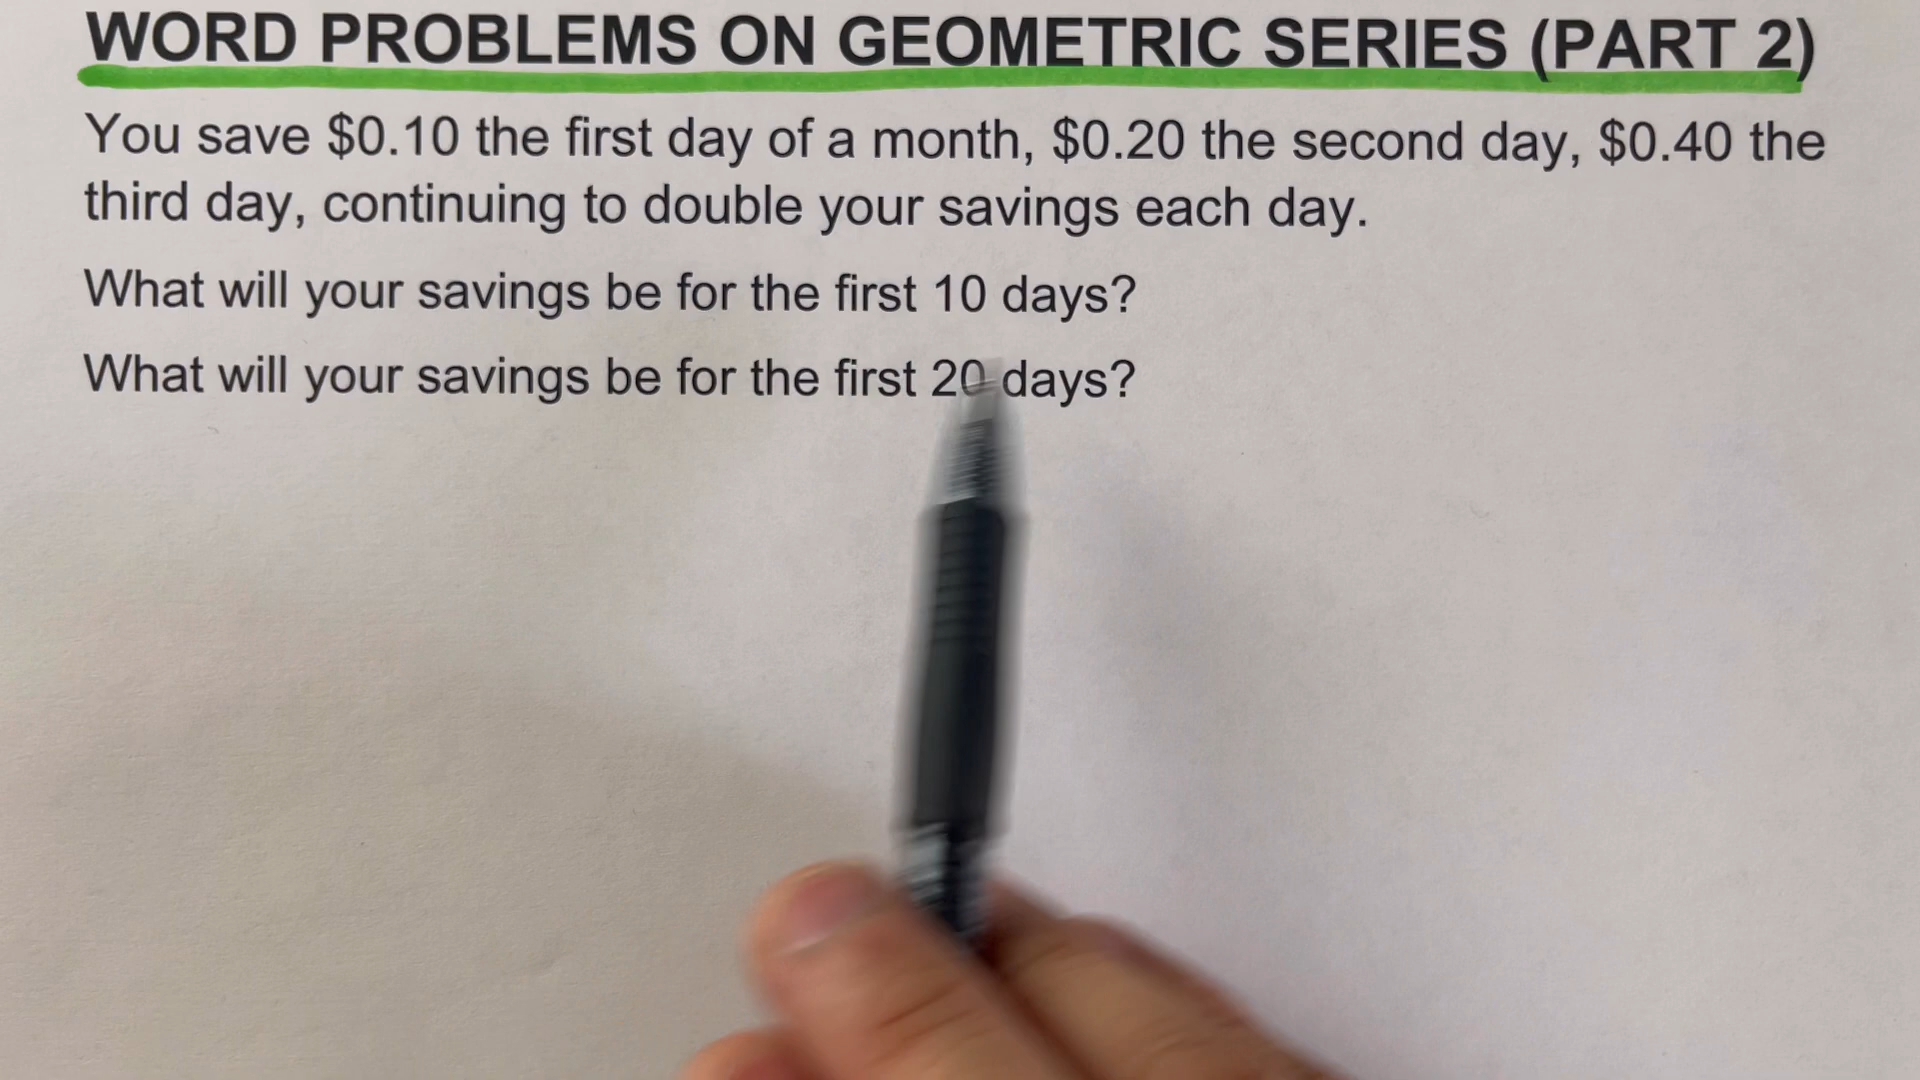 WORD PROBLEMS ON GEOMETRIC SERIES (PART 2)
You save $0.10 the first day of a month, $0.20 the second day, $0.40 the
third day, continuing to double your savings each day.
What will your savings be for the first 10 days?
What will your savings be for the first 20 days?